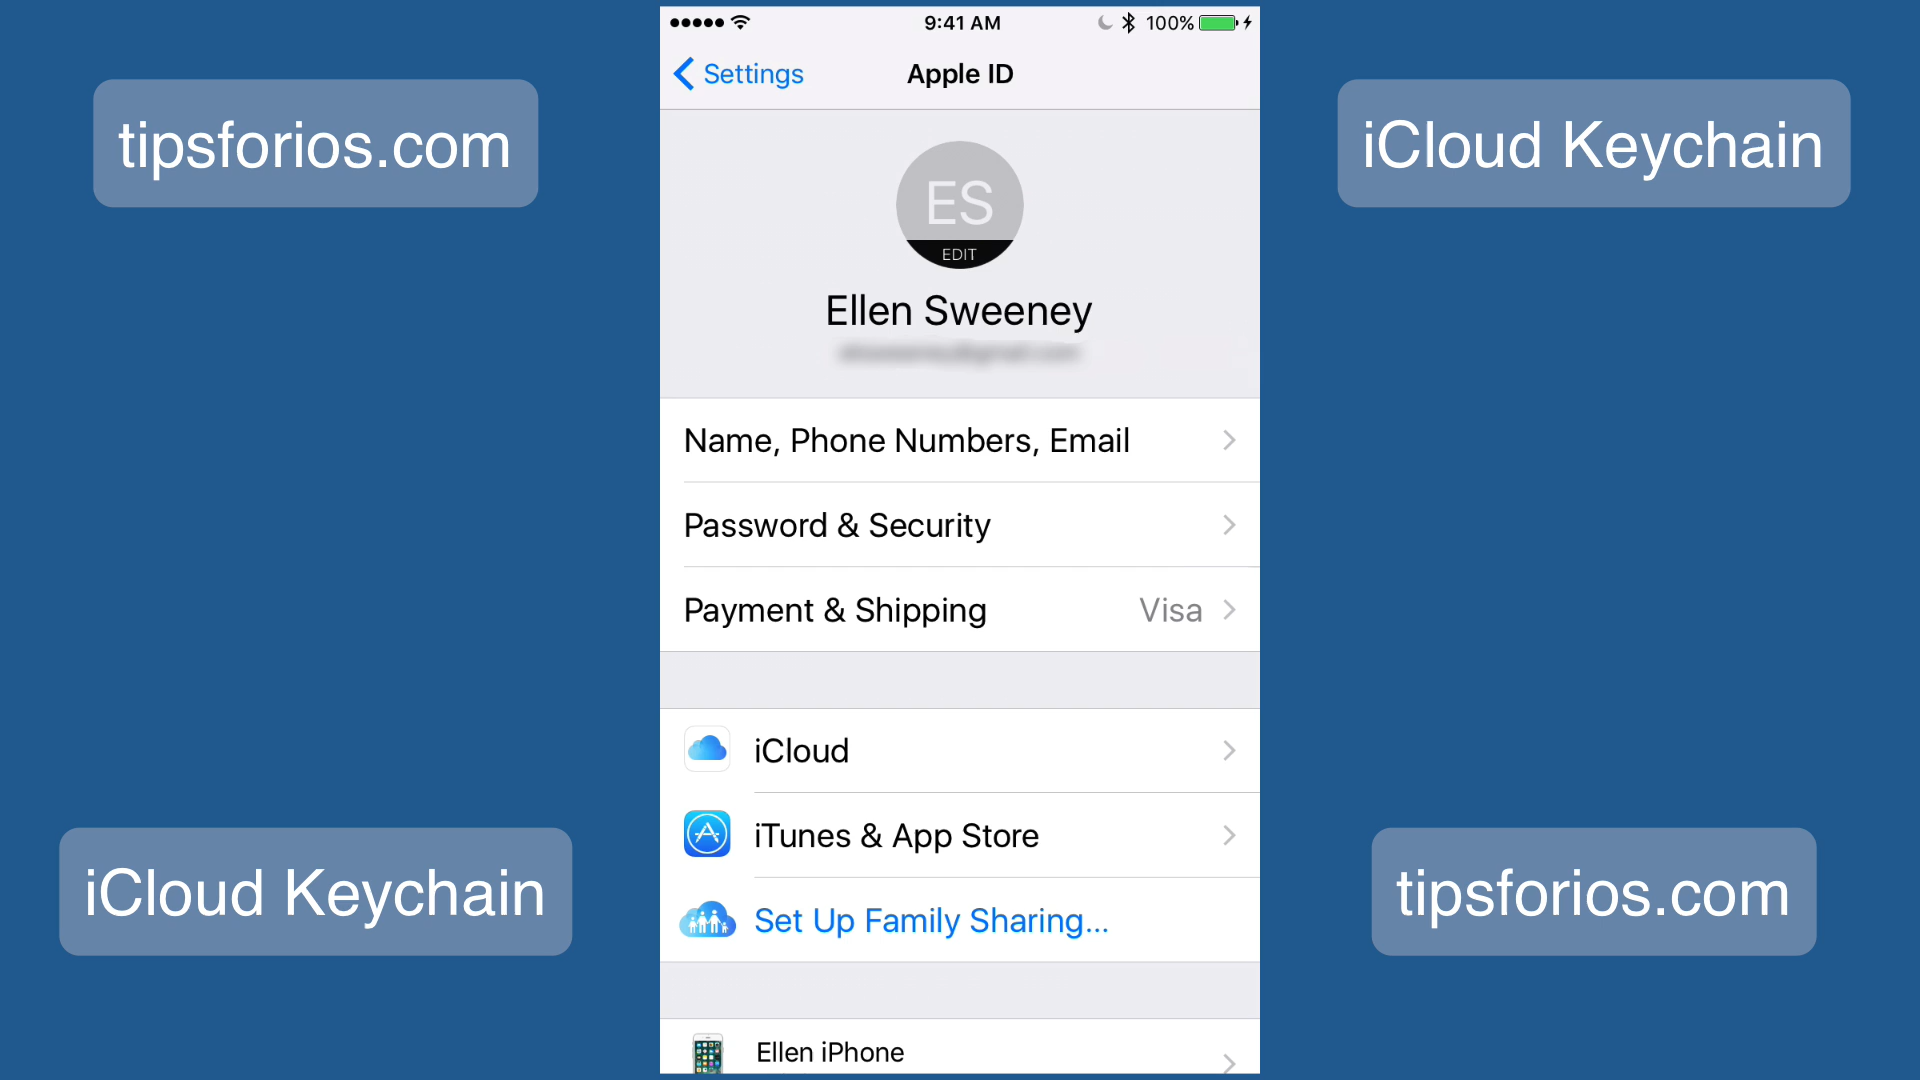 9:41 AM
100%
Settings
Apple ID
tipsforios.com
iCloud Keychain
ES
EDIT
Ellen Sweeney
Name, Phone Numbers, Email
Password & Security
Payment & Shipping
Visa
iCloud
iTunes & App Store
Set Up Family Sharing...
iCloud Keychain
tipsforios.com
Ellen iPhone